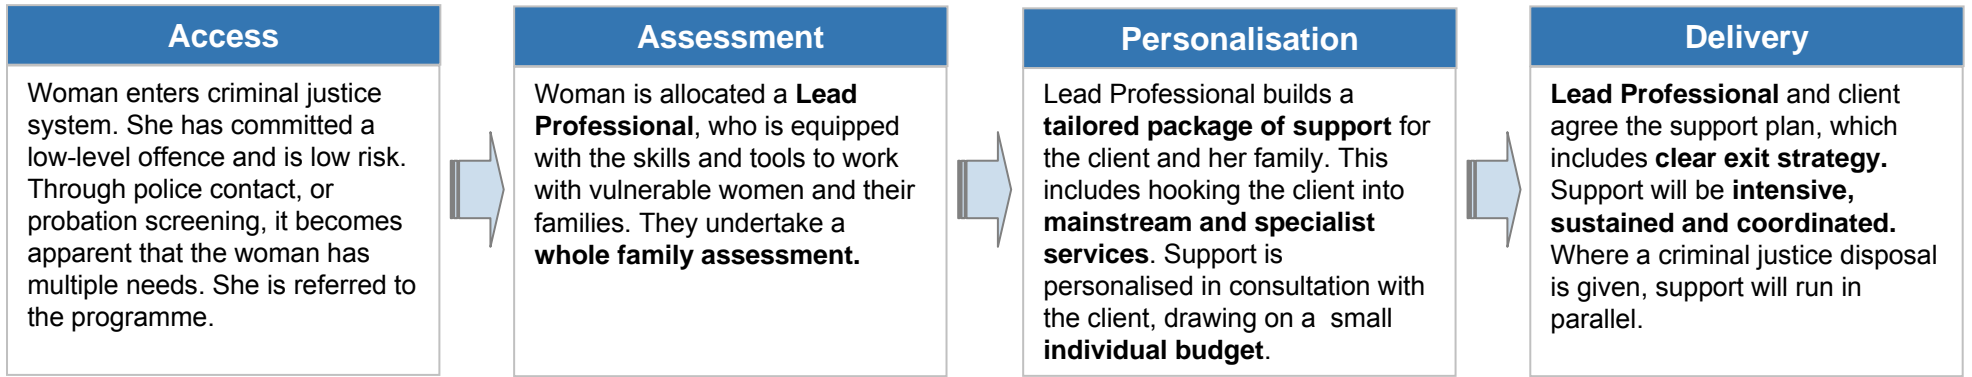 Access
Woman enters criminal justice
system. She has committed a
low-level offence and is low risk.
Through police contact, or
probation screening, it becomes
apparent that the woman has
multiple needs. She is referred to
the programme.
Assessment
Woman is allocated a Lead
Professional, who is equipped
with the skills and tools to work
with vulnerable women and their
families. They undertake a
whole family assessment.
Personalisation
Lead Professional builds a
tailored package of support for
the client and her family. This
includes hooking the client into
mainstream and specialist
services. Support is
personalised in consultation with
the client, drawing on a small
individual budget.
Delivery
Lead Professional and client
agree the support plan, which
includes clear exit strategy.
Support will be intensive,
sustained and coordinated.
Where a criminal justice disposal
is given, support will run in
parallel.